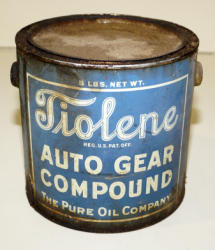 5 LBS. NET WT.
Tiolene
REG. U.S. PAT. OFF.
AUTO GEAR
COMPOUND
THE PURE OIL COMPANY